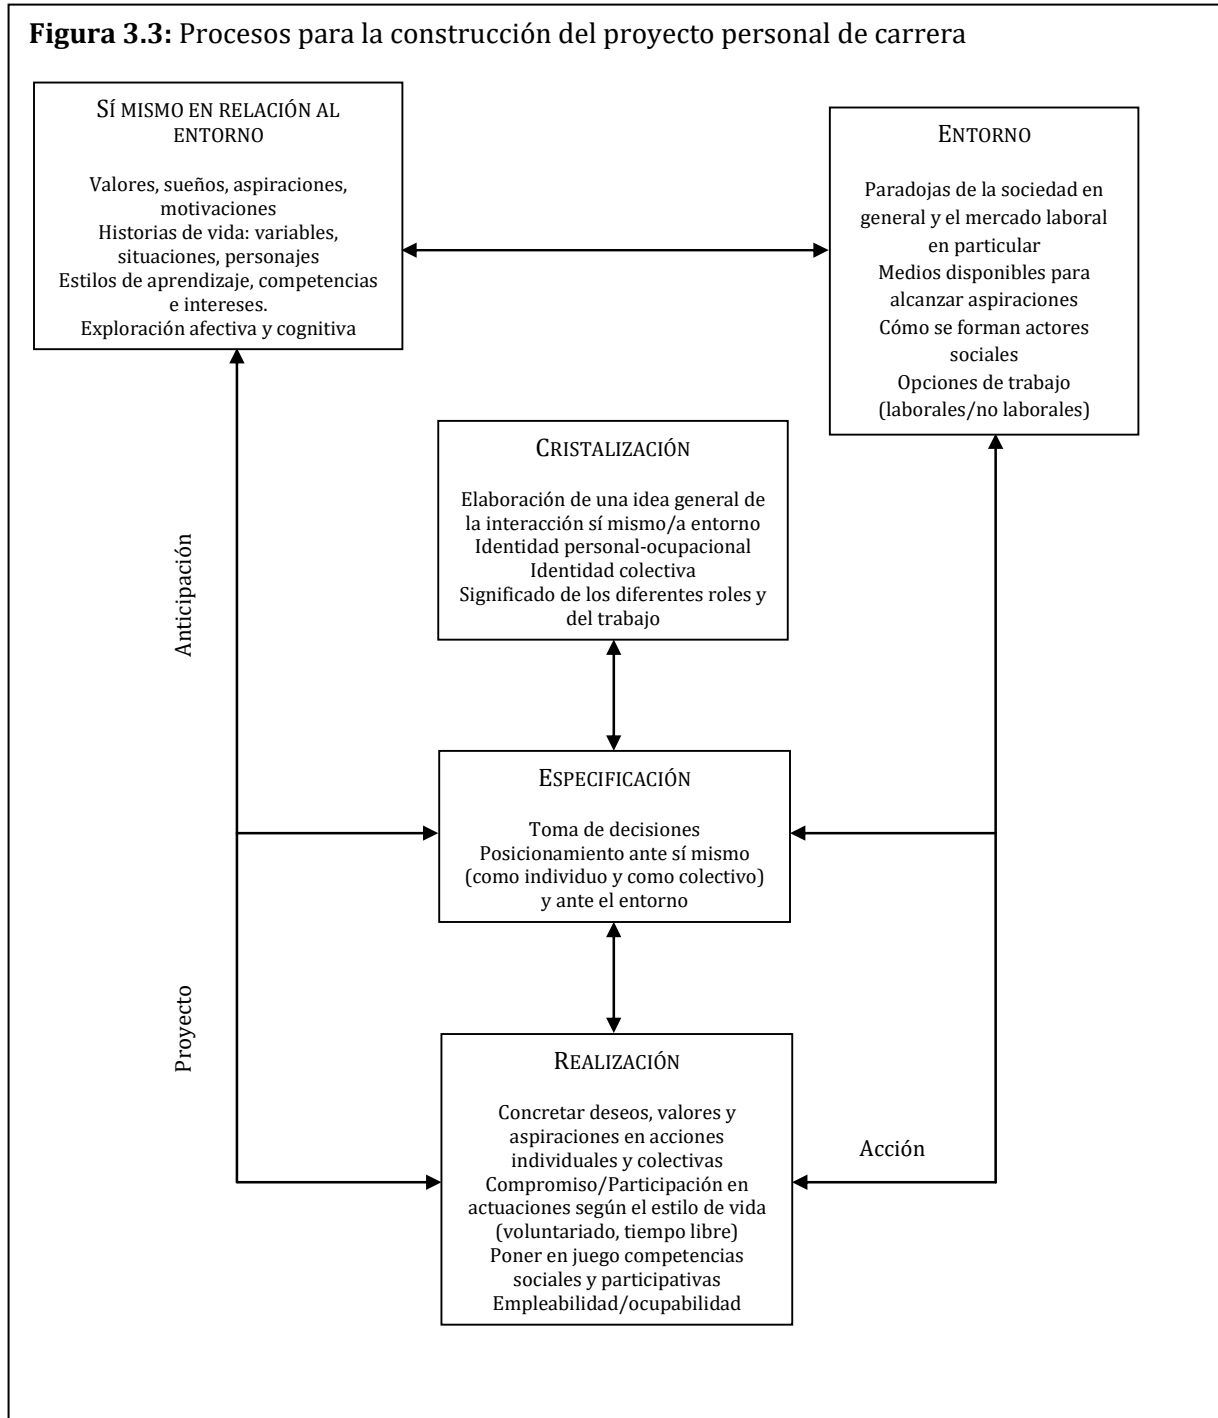 Figura 3.3: Procesos para la construcción del proyecto personal de carrera
SÍ MISMO EN RELACIÓN AL
ENTORNO
Valores, sueños, aspiraciones,
motivaciones
Historias de vida: variables,
situaciones, personajes
Estilos de aprendizaje, competencias
e intereses.
Exploración afectiva y cognitiva
ENTORNO
Paradojas de la sociedad en
general y el mercado laboral
en particular
Medios disponibles para
alcanzar aspiraciones
Cómo se forman actores
sociales
Opciones de trabajo
(laborales/no laborales)
CRISTALIZACIÓN
Elaboración de una idea general de
la interacción sí mismo/a entorno
Identidad personal-ocupacional
Identidad colectiva
Significado de los diferentes roles y
del trabajo
Anticipación
ESPECIFICACIÓN
Toma de decisiones
Posicionamiento ante sí mismo
(como individuo y como colectivo)
y ante el entorno
Proyecto
REALIZACIÓN
Concretar deseos, valores y
aspiraciones en acciones
individuales y colectivas
Compromiso/Participación en
actuaciones según el estilo de vida
(voluntariado, tiempo libre)
Poner en juego competencias
sociales y participativas
Empleabilidad/ocupabilidad
Acción